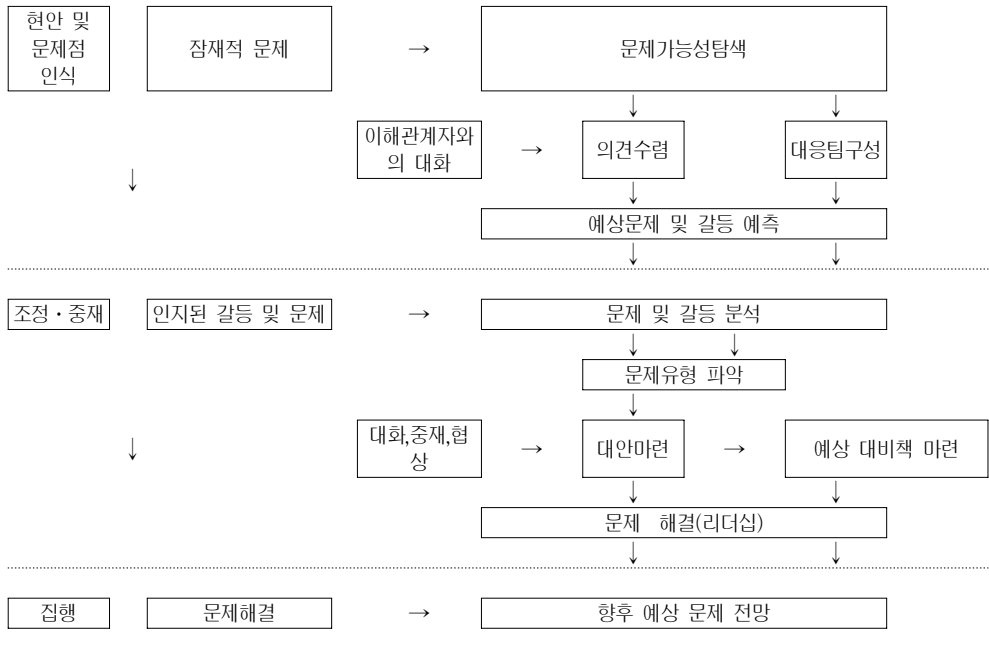 현안 및
문제점
인식
잠재적 문제
→
문제가능성탐색
↓ ↓
이해관계자와
의 대화
→
의견수렴
대응팀구성
↓
↓ ↓
예상문제 및 갈등 예측
↓ ↓
조정・중재
인지된 갈등 및 문제
→
문제 및 갈등 분석
↓ ↓
문제유형 파악
↓
대화,중재,협
상
→
대안마련
→
예상 대비책 마련
↓
↓ ↓
문제 해결(리더십)
↓ ↓
집행
문제해결
→
향후 예상 문제 전망